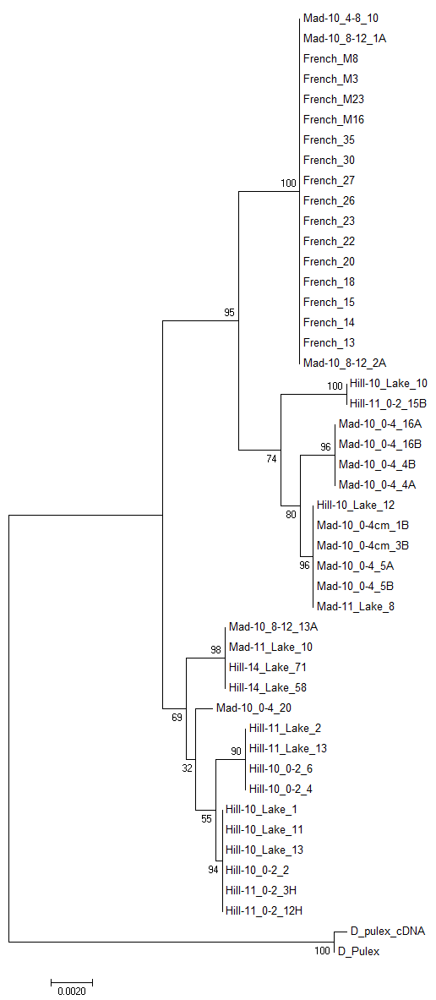 Mad-10_4-8_10
Mad-10_8-12_1A
French_M8
French_M3
French_M23
French_M16
French_35
French_30
100
French_27
French_26
French_23
French_22
French_20
French_18
French_15
95
French_14
French_13
Mad-10_8-12_2A
Hill-10_Lake_10
100
Hill-11_0-2_15B
Mad-10_0-4_16A
Mad-10_0-4_16B
96
74
Mad-10_0-4_4B
Mad-10_0-4_4A
Hill-10_Lake_12
80
Mad-10_0-4cm_1B
Mad-10_0-4cm_3B
Mad-10_0-4_5A
96
Mad-10_0-4_5B
Mad-11_Lake_8
Mad-10_8-12_13A
98
Mad-11_Lake_10
Hill-14_Lake_71
Hill-14_Lake_58
Mad-10_0-4_20
69
Hill-11_Lake_2
90
Hill-11_Lake_13
Hill-10_0-2_6
32
Hill-10_0-2_4
Hill-10_Lake_1
55
Hill-10_Lake_11
Hill-10_Lake_13
94
Hill-10_0-2_2
Hill-11_0-2_3H
Hill-11_0-2_12H
D_pulex_cDNA
100
D_Pulex
0.0020